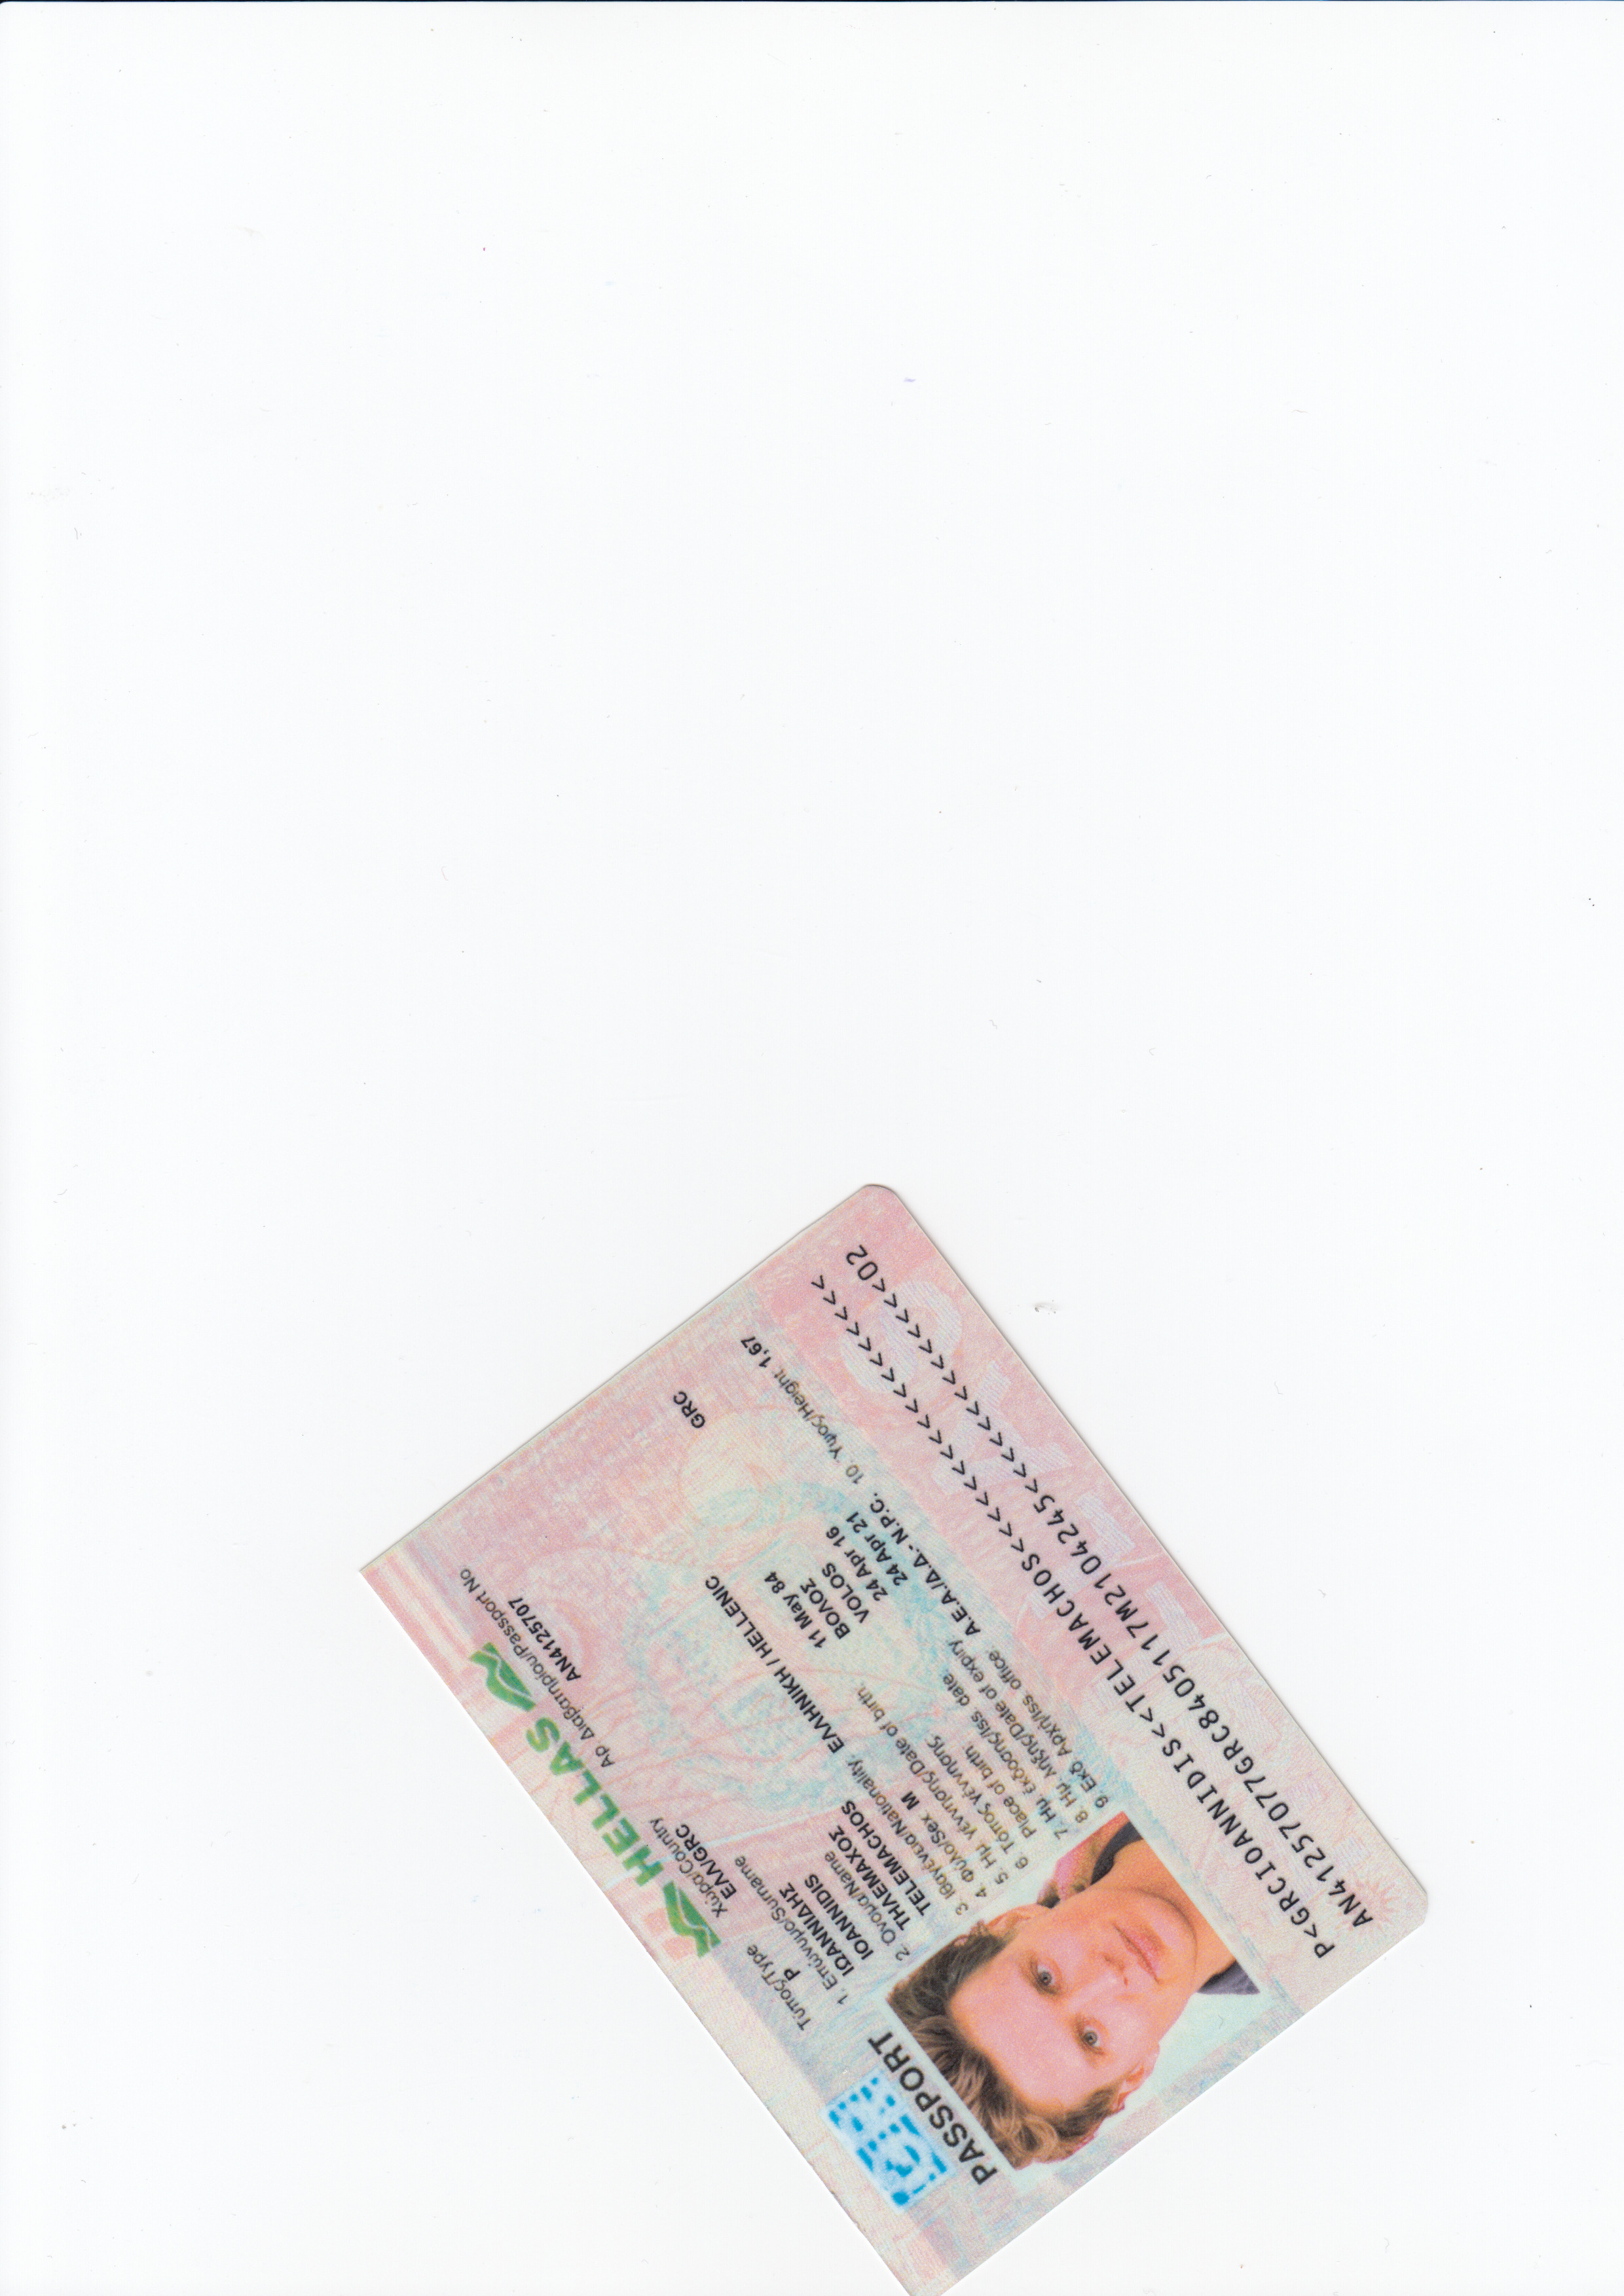 HELLAS
PASSPORT
Τύπος/Type
P
Χώρα/Country
ΕΛΛ/GRC
Αρ Διαβατηρίου/Passport No.
AN4125707
1. Επώνυμο/Surname
ΙΩΑΝΝΙΔΗΣ
IOANNIDIS
2. Όνομα/Name
ΤΗΛΕΜΑΧΟΣ
TELEMACHOS
3. Ιθαγένεια/Nationality. ΕΛΛΗΝΙΚΗ / HELLENIC GRC
4. Φύλο/Sex M
5. Ημ. γέννησης/Date of birth. 11 May 84
6. Τόπος γέννησης ΒΟΛΟΣ
Place of birth. VOLOS
7. Ημ. έκδοσης/Iss. date. 24 Apr 16
8. Ημ. λήξης/Date of expiry 24 Apr 21
9. Εκδ. Αρχή/Iss. office. Α.Ε.Α./Δ.Δ.- N.P.C. 10. Υψος/Height 1,67
P<GRCIOANNIDIS<<TELEMACHOS<<<<<<<<<<<<<<<<<<
AN41257077GRC8405117M2104245<<<<<<<<<<<<<<02